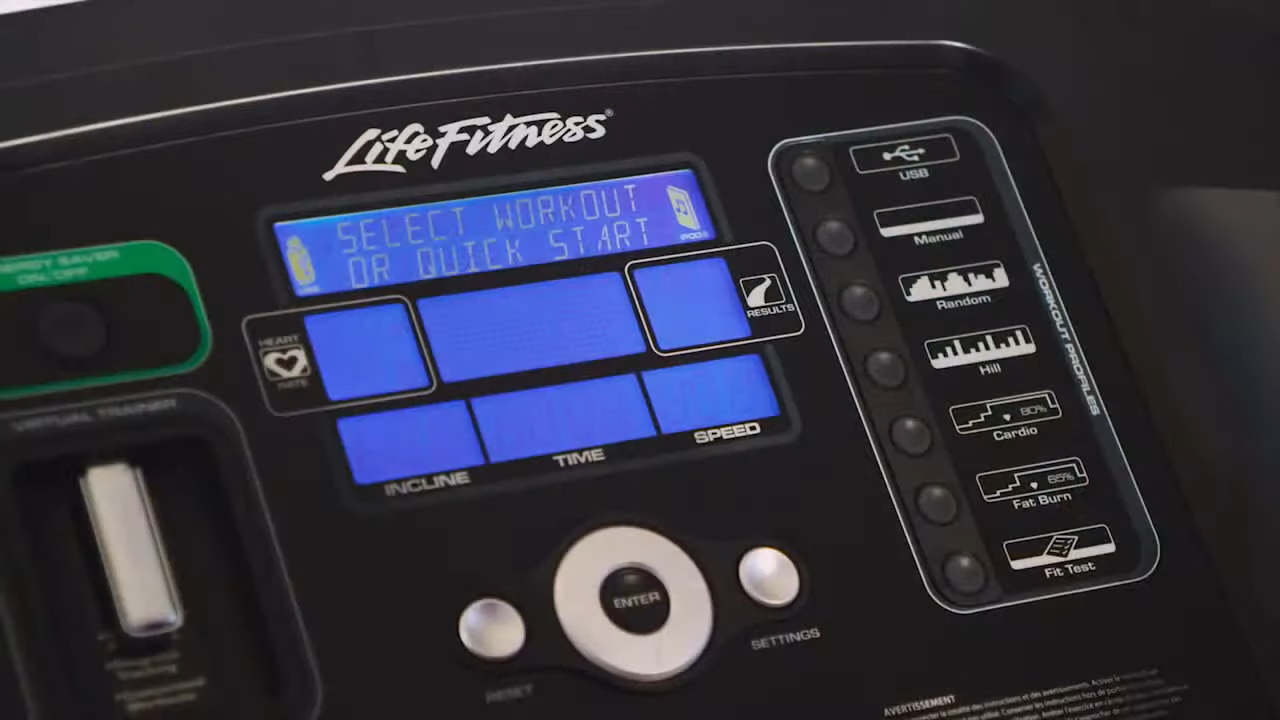 LifeFitness®
SELECT WORKOUT
OR QUICK START
ENERGY SAVER
ON/OFF
HEART
RATE
RESULTS
INCLINE
TIME
SPEED
VIRTUAL TRAINER
ENTER
RESET
SETTINGS
USB
Manual
Random
Hill
80%
Cardio
65%
Fat Burn
Fit Test
WORKOUT PROFILES
AVERTISSEMENT